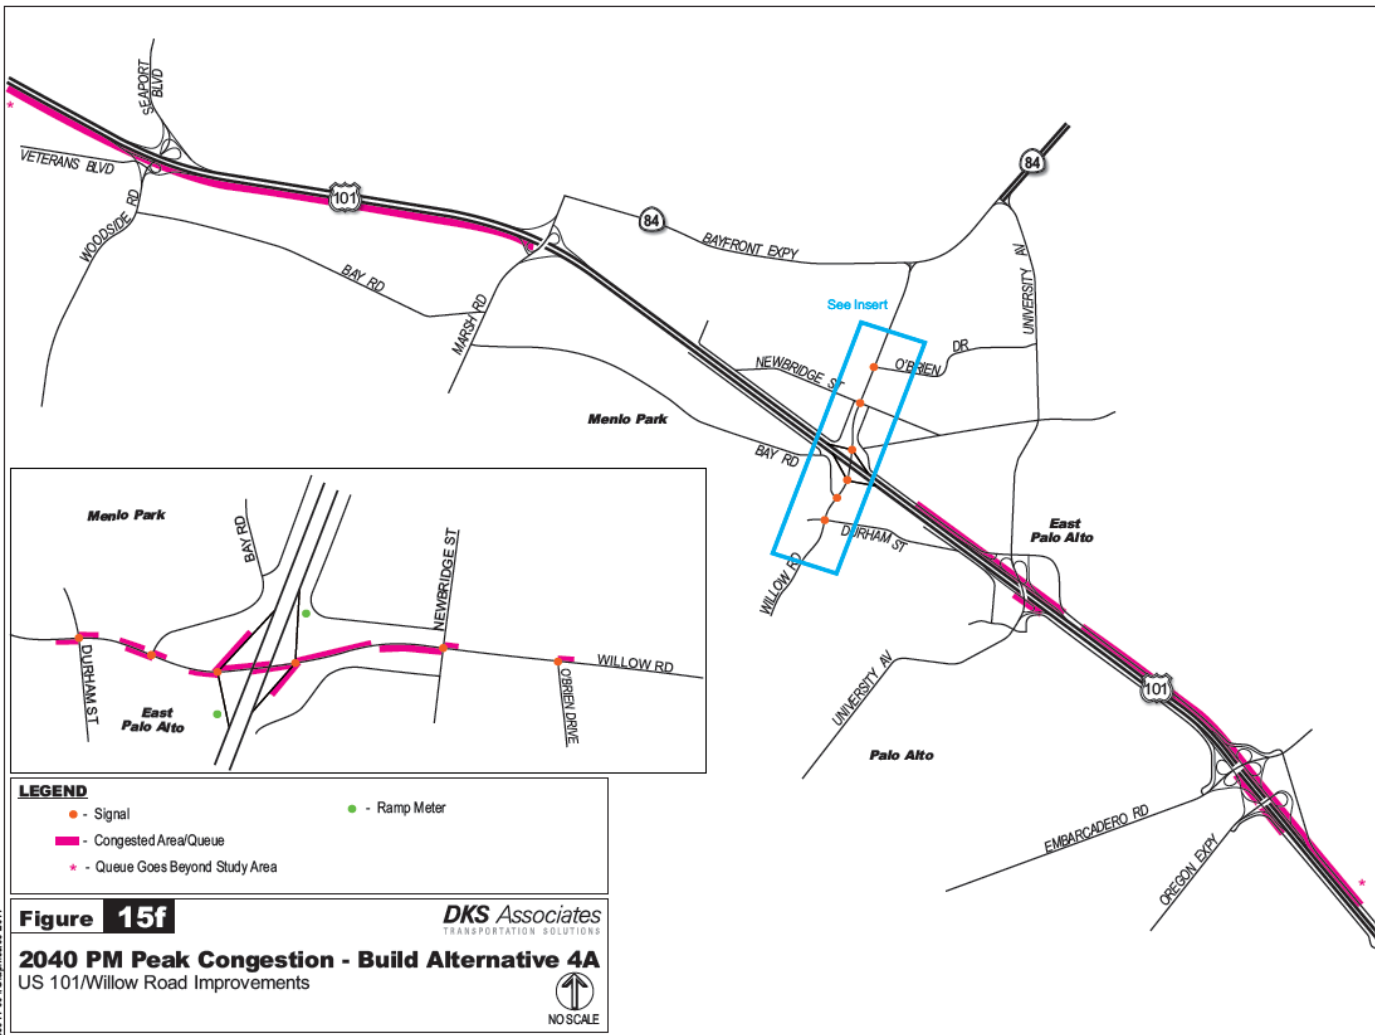 SEAPORT
BLVD
*
VETERANS BLVD
WOODSIDE RD
101
BAY RD
MARSH RD
84
BAYFRONT EXPY
84
UNIVERSITY AV
See Insert
NEWBRIDGE ST
O'BRIEN DR
Menlo Park
BAY RD
DURHAM ST
WILLOW RD
East
Palo Alto
UNIVERSITY AV
101
Palo Alto
EMBARCADERO RD
OREGON EXPY
*
Menlo Park
BAY RD
NEWBRIDGE ST
DURHAM ST
East
Palo Alto
WILLOW RD
O'BRIEN DRIVE
LEGEND
- Signal
- Ramp Meter
- Congested Area/Queue
* - Queue Goes Beyond Study Area
Figure 15f
DKS Associates
TRANSPORTATION SOLUTIONS
2040 PM Peak Congestion - Build Alternative 4A
US 101/Willow Road Improvements
NO SCALE